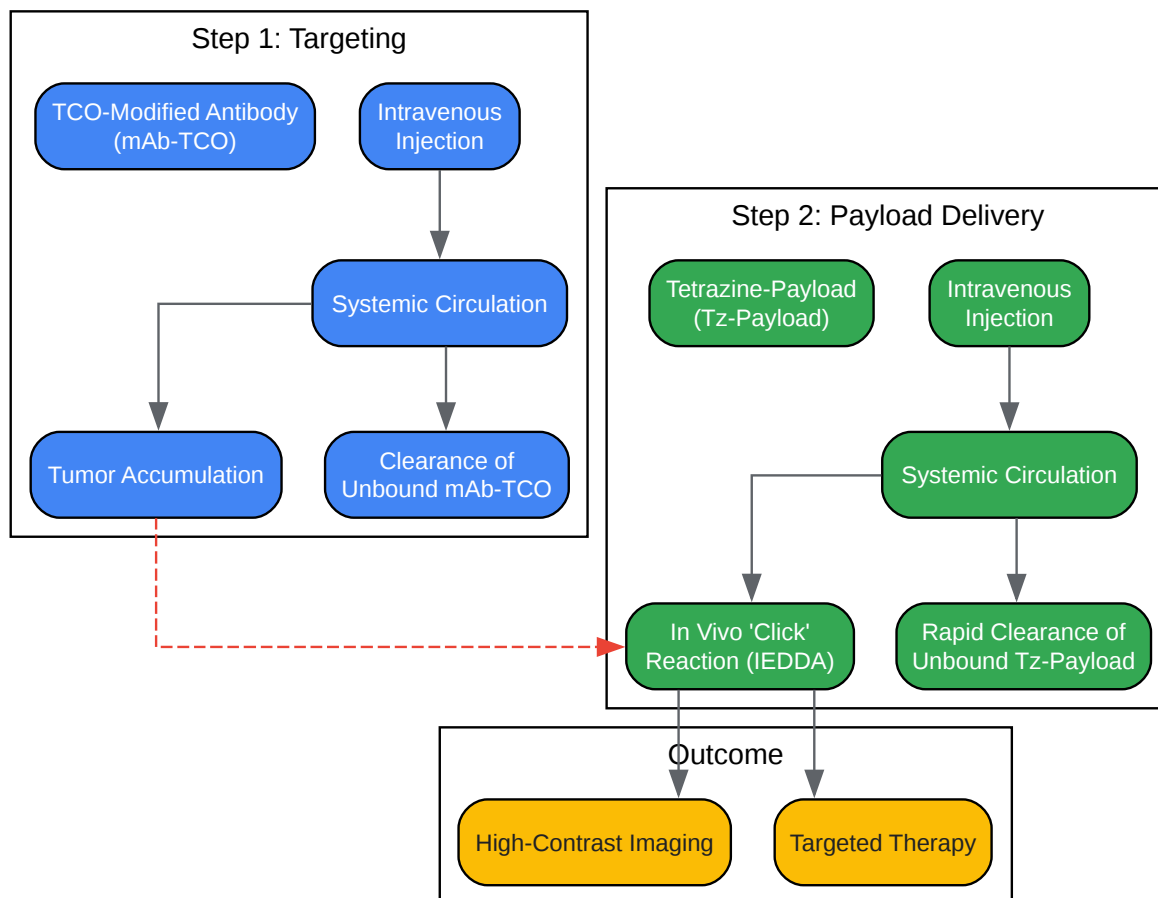 Step 1: Targeting
TCO-Modified Antibody
(mAb-TCO)
Intravenous
Injection
Systemic Circulation
Tumor Accumulation
Clearance of
Unbound mAb-TCO
Step 2: Payload Delivery
Tetrazine-Payload
(Tz-Payload)
Intravenous
Injection
Systemic Circulation
In Vivo 'Click'
Reaction (IEDDA)
Rapid Clearance of
Unbound Tz-Payload
Outcome
High-Contrast Imaging
Targeted Therapy